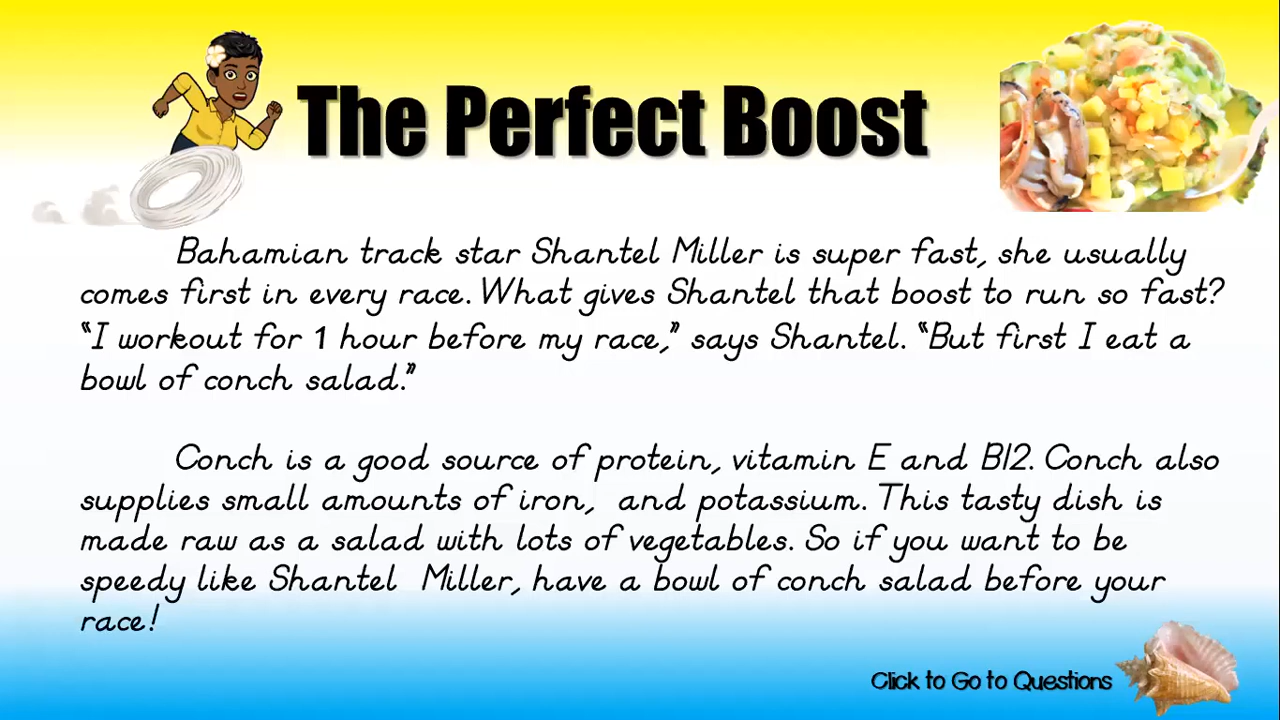 The Perfect Boost
Bahamian track star Shantel Miller is super fast, she usually
comes first in every race. What gives Shantel that boost to run so fast?
“I workout for 1 hour before my race,” says Shantel. “But first I eat a
bowl of conch salad.”
Conch is a good source of protein, vitamin E and B12. Conch also
supplies small amounts of iron,  and potassium. This tasty dish is
made raw as a salad with lots of vegetables. So if you want to be
speedy like Shantel  Miller, have a bowl of conch salad before your
race!
Click to Go to Questions